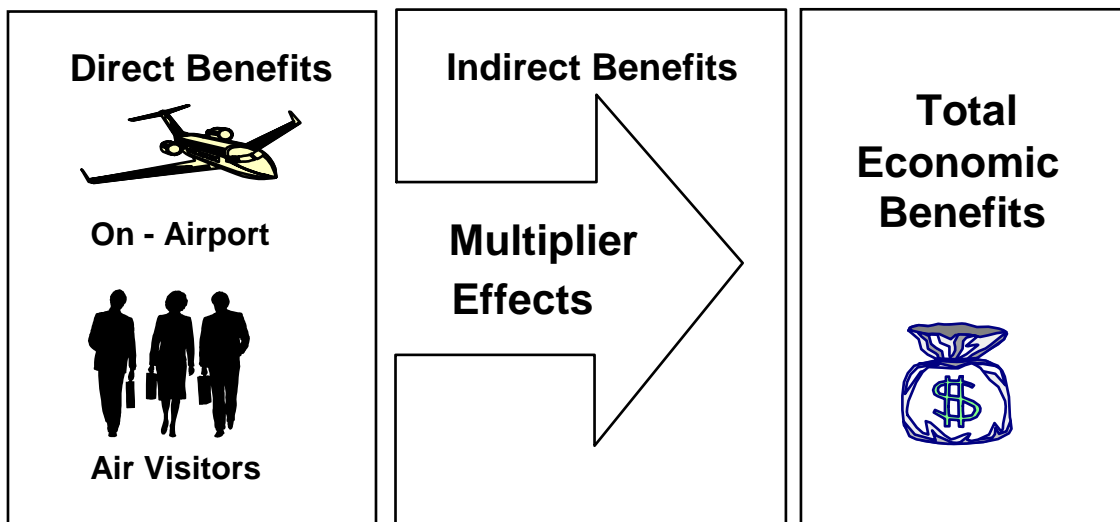 Direct Benefits
On - Airport
Air Visitors
Indirect Benefits
Multiplier
Effects
Total
Economic
Benefits
$